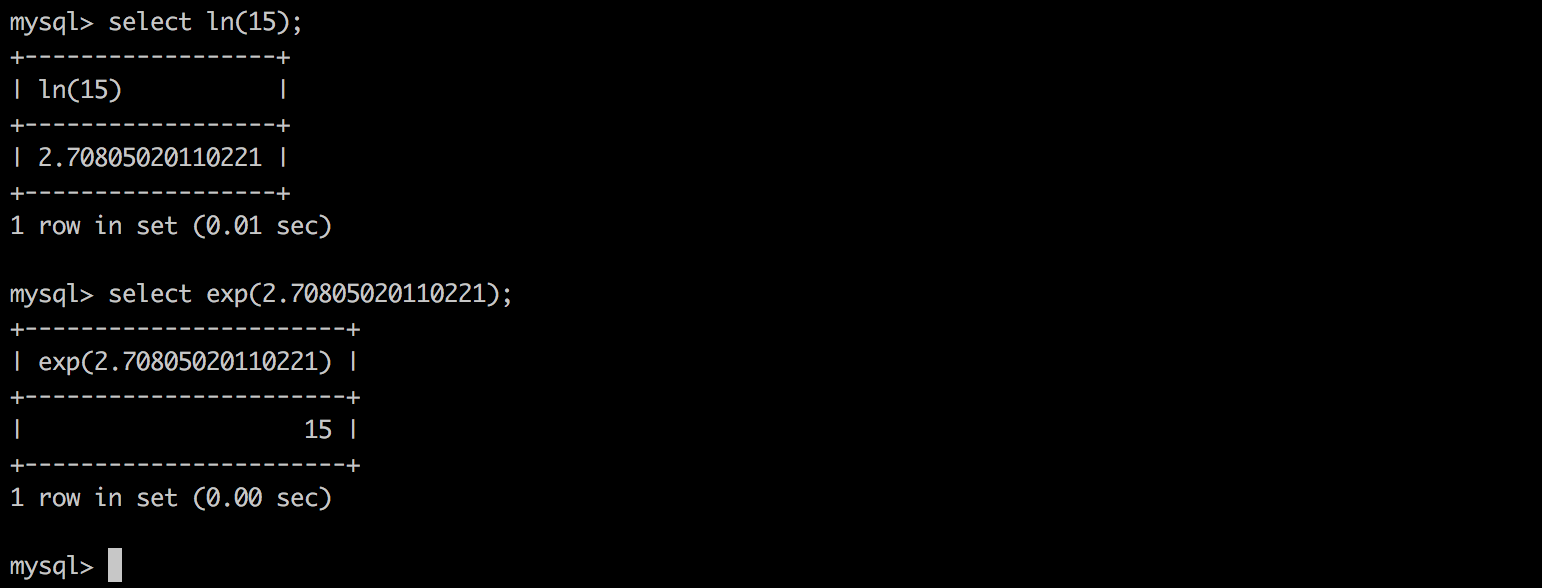 mysql> select ln(15);
+------------------+
| ln(15)           |
+------------------+
| 2.70805020110221 |
+------------------+
1 row in set (0.01 sec)

mysql> select exp(2.70805020110221);
+-----------------------+
| exp(2.70805020110221) |
+-----------------------+
|                    15 |
+-----------------------+
1 row in set (0.00 sec)

mysql>